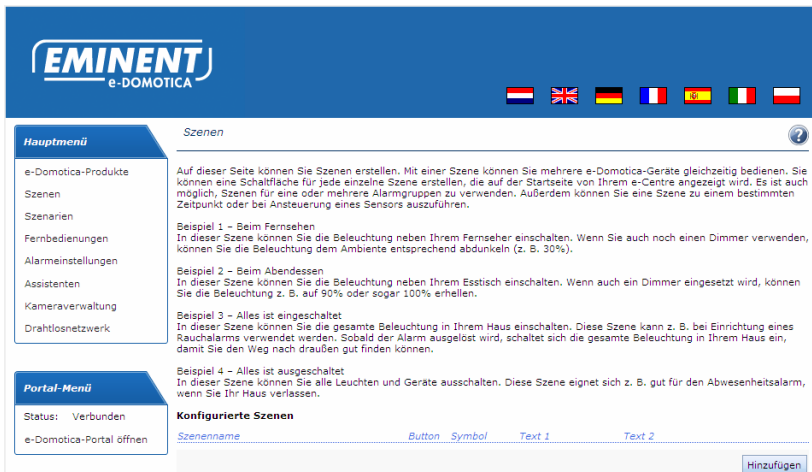 EMINENT
e-DOMOTICA
Hauptmenü
e-Domotica-Produkte
Szenen
Szenarien
Fernbedienungen
Alarmeinstellungen
Assistenten
Kameraverwaltung
Drahtlosnetzwerk
Portal-Menü
Status: Verbunden
e-Domotica-Portal öffnen
Szenen
?
Auf dieser Seite können Sie Szenen erstellen. Mit einer Szene können Sie mehrere e-Domotica-Geräte gleichzeitig bedienen. Sie
können eine Schaltfläche für jede einzelne Szene erstellen, die auf der Startseite von Ihrem e-Centre angezeigt wird. Es ist auch
möglich, Szenen für eine oder mehrere Alarmgruppen zu verwenden. Außerdem können Sie eine Szene zu einem bestimmten
Zeitpunkt oder bei Ansteuerung eines Sensors auszuführen.
Beispiel 1 – Beim Fernsehen
In dieser Szene können Sie die Beleuchtung neben Ihrem Fernseher einschalten. Wenn Sie auch noch einen Dimmer verwenden,
können Sie die Beleuchtung dem Ambiente entsprechend abdunkeln (z. B. 30%).
Beispiel 2 – Beim Abendessen
In dieser Szene können Sie die Beleuchtung neben Ihrem Esstisch einschalten. Wenn auch ein Dimmer eingesetzt wird, können
Sie die Beleuchtung z. B. auf 90% oder sogar 100% erhellen.
Beispiel 3 – Alles ist eingeschaltet
In dieser Szene können Sie die gesamte Beleuchtung in Ihrem Haus einschalten. Diese Szene kann z. B. bei Einrichtung eines
Rauchalarms verwendet werden. Sobald der Alarm ausgelöst wird, schaltet sich die gesamte Beleuchtung in Ihrem Haus ein,
damit Sie den Weg nach draußen gut finden können.
Beispiel 4 – Alles ist ausgeschaltet
In dieser Szene können Sie alle Leuchten und Geräte ausschalten. Diese Szene eignet sich z. B. gut für den Abwesenheitsalarm,
wenn Sie Ihr Haus verlassen.
Konfigurierte Szenen
Szenenname Button Symbol Text 1 Text 2
Hinzufügen